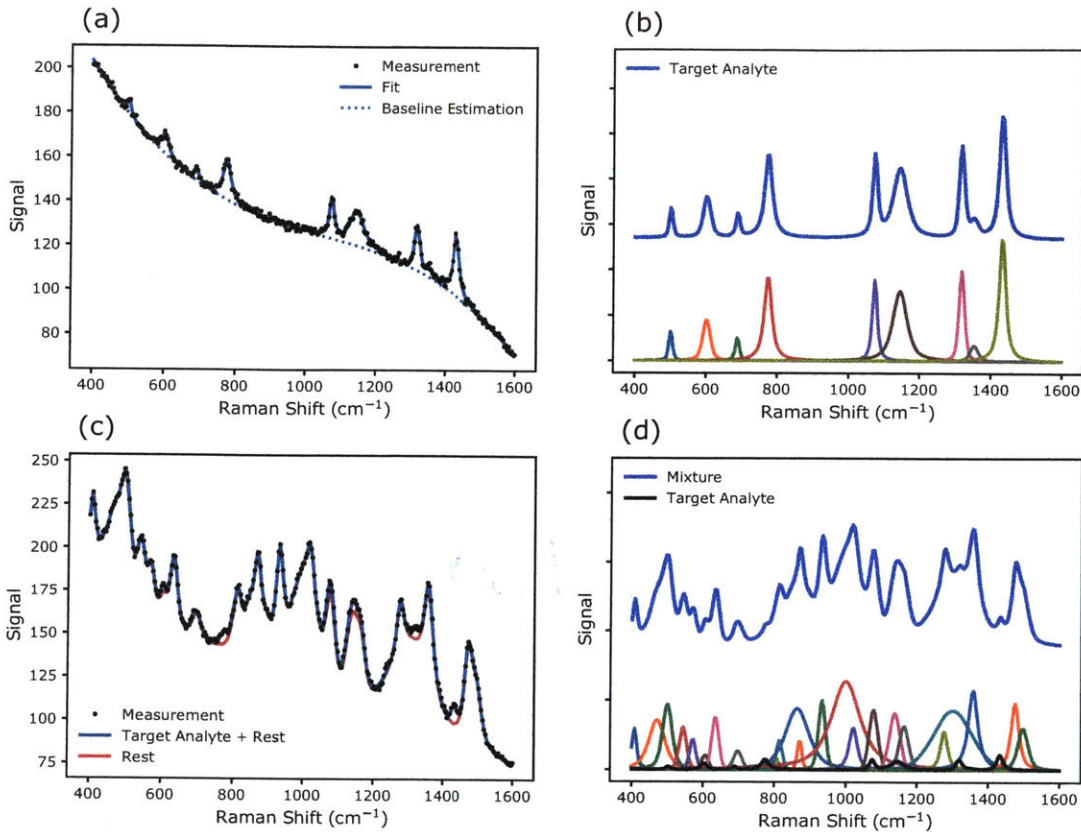 (a)
200
180
160
140
120
100
80
Signal
Measurement
Fit
Baseline Estimation
400 600 800 1000 1200 1400 1600
Raman Shift (cm⁻¹)
(b)
Signal
Target Analyte
400 600 800 1000 1200 1400 1600
Raman Shift (cm⁻¹)
(c)
250
225
200
175
150
125
100
75
Signal
Measurement
Target Analyte + Rest
Rest
400 600 800 1000 1200 1400 1600
Raman Shift (cm⁻¹)
(d)
Signal
Mixture
Target Analyte
400 600 800 1000 1200 1400 1600
Raman Shift (cm⁻¹)